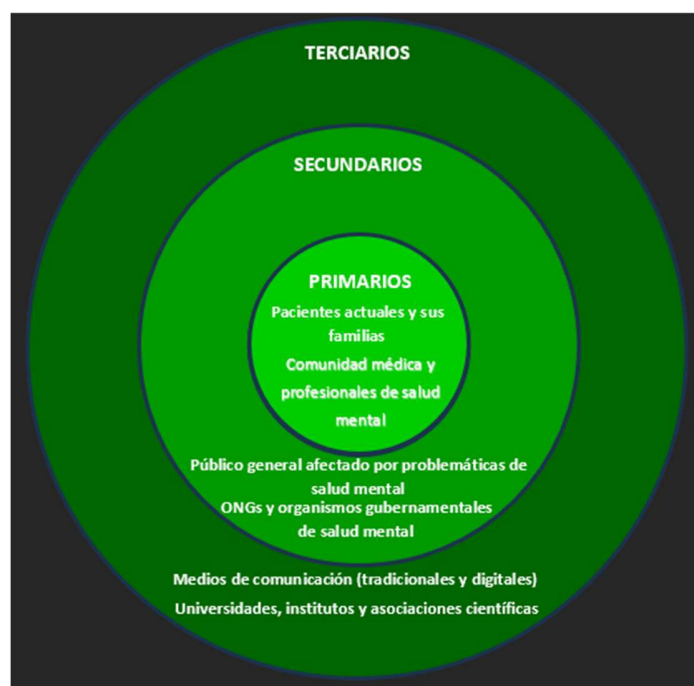 TERCIARIOS
SECUNDARIOS
PRIMARIOS
Pacientes actuales y sus
familias
Comunidad médica y
profesionales de salud
mental
Público general afectado por problemáticas de
salud mental
ONGs y organismos gubernamentales
de salud mental
Medios de comunicación (tradicionales y digitales)
Universidades, institutos y asociaciones científicas